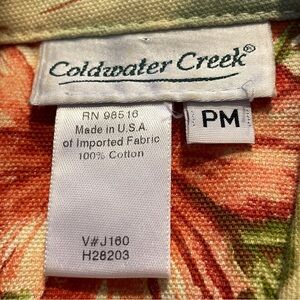 Coldwater Creek®
PM
RN 98516
Made in U.S.A.
of Imported Fabric
100% Cotton
V#J160
H28203